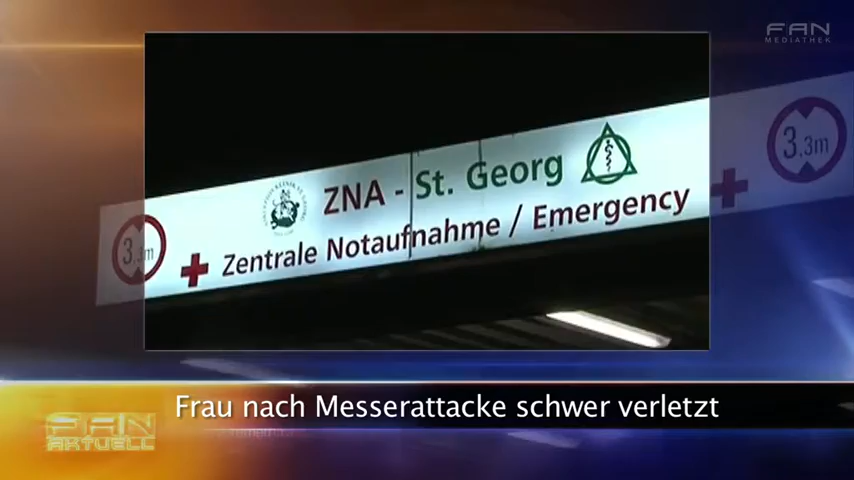 FAN
MEDIATHEK
3,3m
ZNA - St. Georg
3,3m
Zentrale Notaufnahme / Emergency
Frau nach Messerattacke schwer verletzt
FAN
AKTUELL